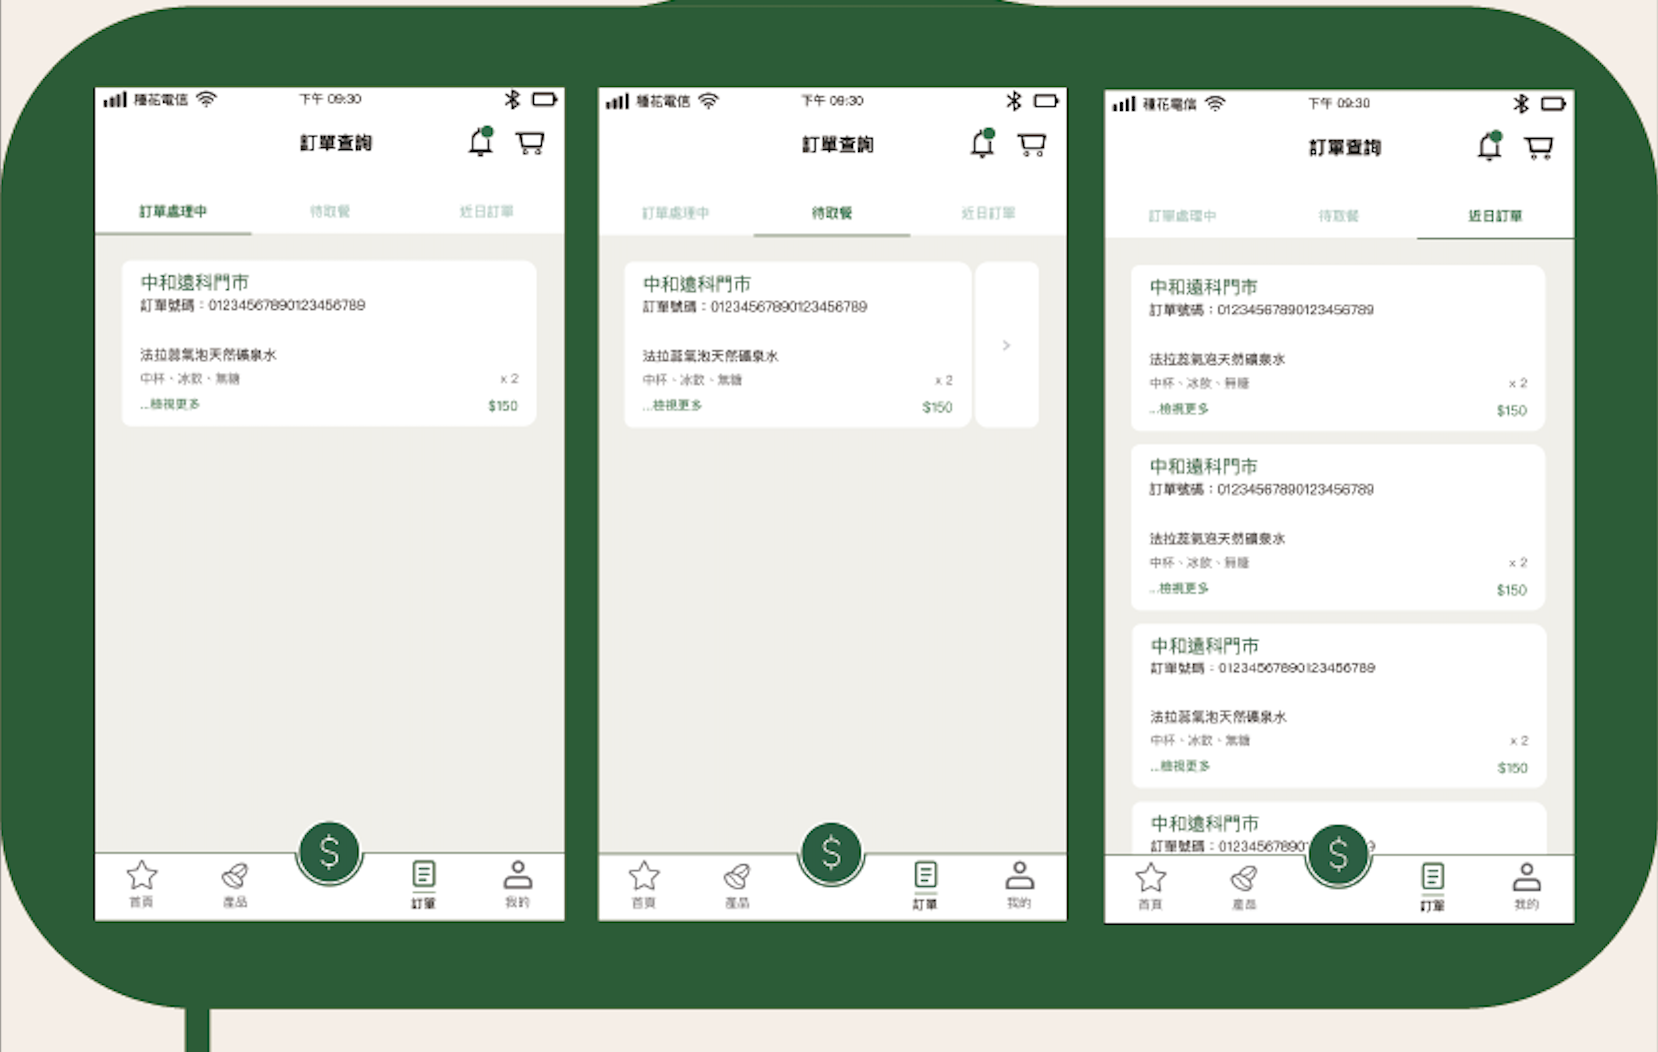 種花電信 下午 09:30
訂單查詢
訂單處理中 待取餐 近日訂單
中和遠科門市
訂單號碼：01234567890123456789
法拉蕊氣泡天然礦泉水
中杯、冰飲、無糖 x 2
...檢視更多 $150
$
首頁 產品 訂單 我的
種花電信 下午 09:30
訂單查詢
訂單處理中 待取餐 近日訂單
中和遠科門市
訂單號碼：01234567890123456789
法拉蕊氣泡天然礦泉水
中杯、冰飲、無糖 x 2
...檢視更多 $150
$
首頁 產品 訂單 我的
種花電信 下午 09:30
訂單查詢
訂單處理中 待取餐 近日訂單
中和遠科門市
訂單號碼：01234567890123456789
法拉蕊氣泡天然礦泉水
中杯、冰飲、無糖 x 2
...檢視更多 $150
中和遠科門市
訂單號碼：01234567890123456789
法拉蕊氣泡天然礦泉水
中杯、冰飲、無糖 x 2
...檢視更多 $150
中和遠科門市
訂單號碼：01234567890123456789
法拉蕊氣泡天然礦泉水
中杯、冰飲、無糖 x 2
...檢視更多 $150
中和遠科門市
訂單號碼：01234567890 9
$
首頁 產品 訂單 我的